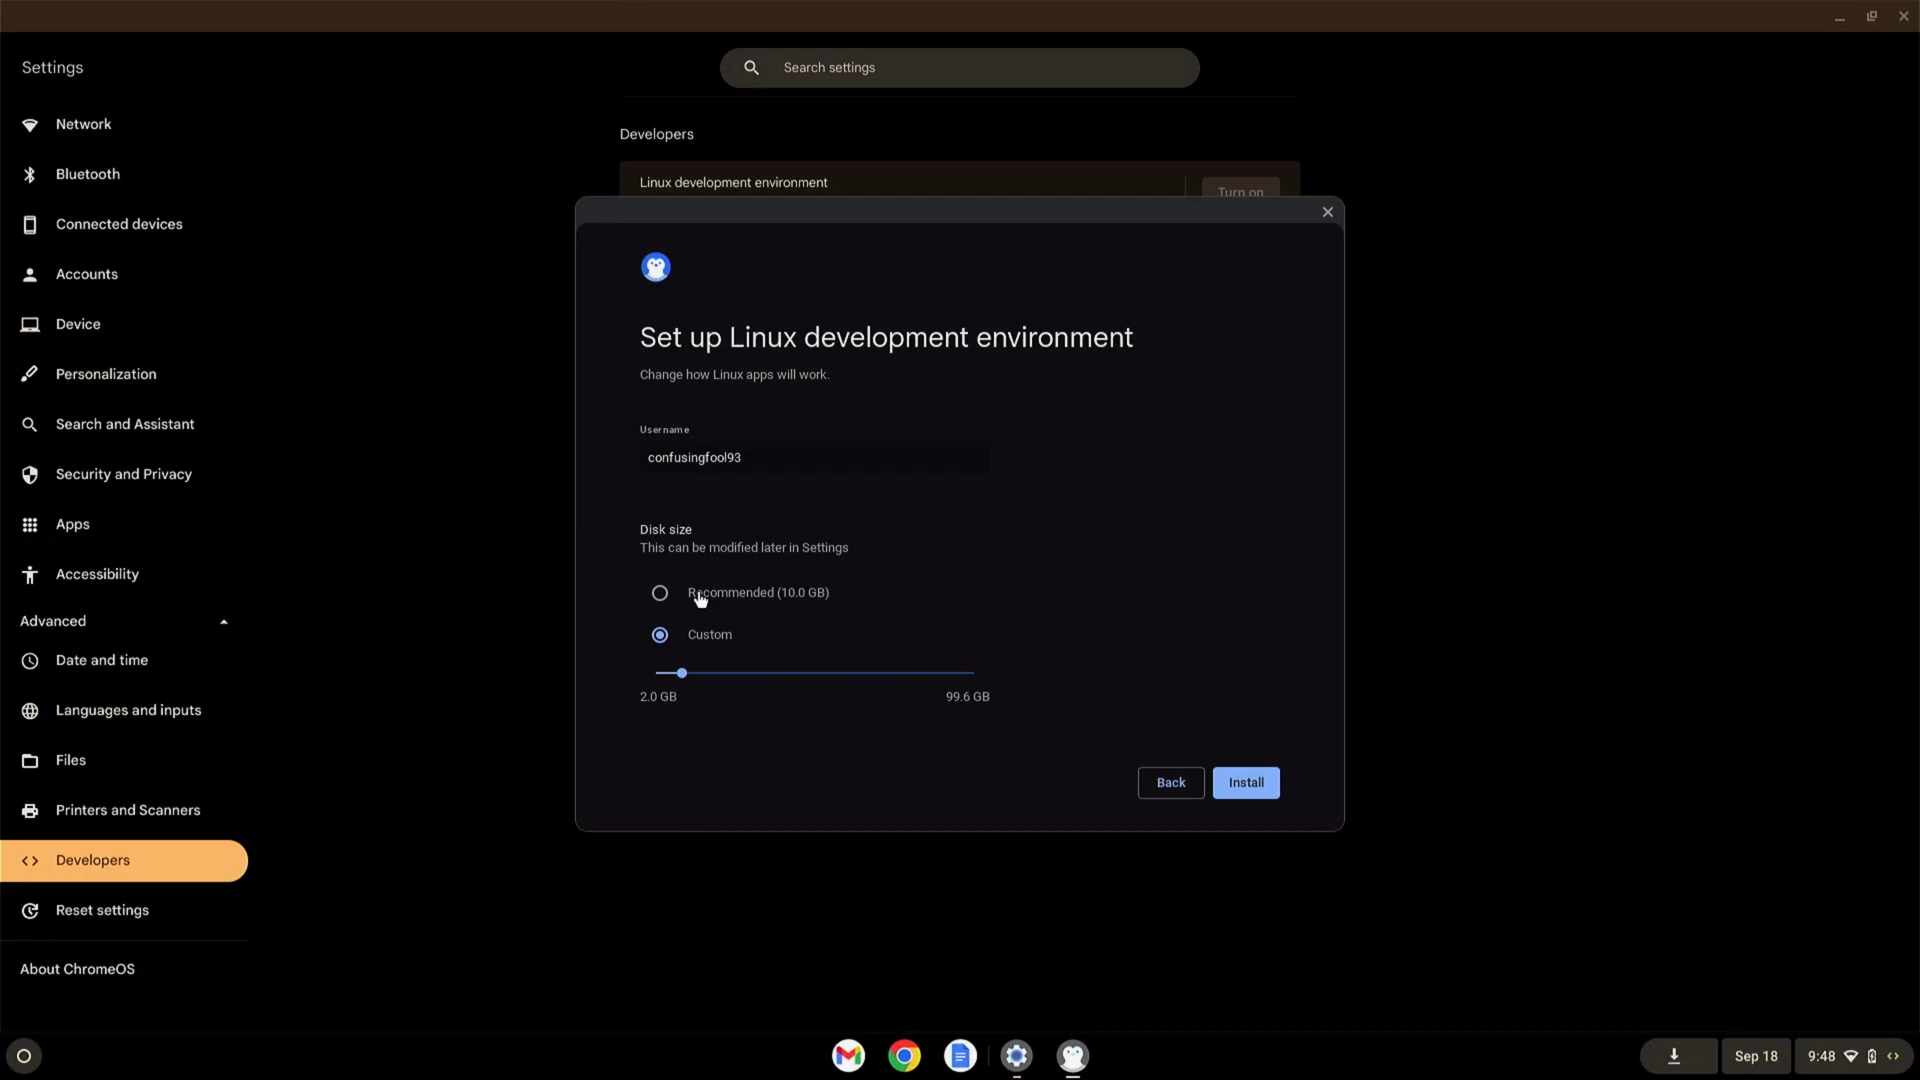 Settings
Search settings
Network
Bluetooth
Connected devices
Accounts
Device
Personalization
Search and Assistant
Security and Privacy
Apps
Accessibility
Advanced
Date and time
Languages and inputs
Files
Printers and Scanners
Developers
Reset settings
About ChromeOS
Developers
Linux development environment
Turn on
Set up Linux development environment
Change how Linux apps will work.
Username
confusingfool93
Disk size
This can be modified later in Settings
Recommended (10.0 GB)
Custom
2.0 GB 99.6 GB
Back Install
Sep 18 9:48